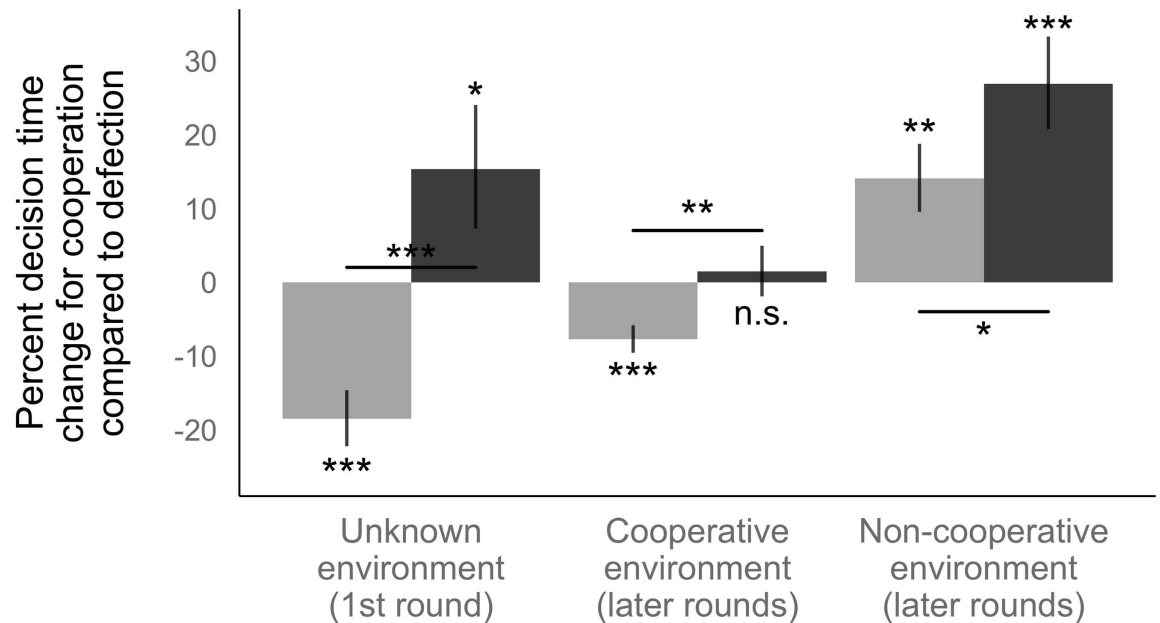 Percent decision time
change for cooperation
compared to defection
30
20
10
0
-10
-20
*
***
***
**
n.s.
***
**
***
*
Unknown
environment
(1st round)
Cooperative
environment
(later rounds)
Non-cooperative
environment
(later rounds)